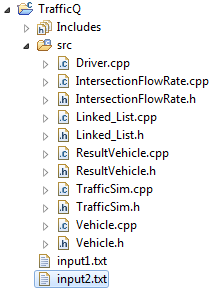 TrafficQ
Includes
src
Driver.cpp
IntersectionFlowRate.cpp
IntersectionFlowRate.h
Linked_List.cpp
Linked_List.h
ResultVehicle.cpp
ResultVehicle.h
TrafficSim.cpp
TrafficSim.h
Vehicle.cpp
Vehicle.h
input1.txt
input2.txt